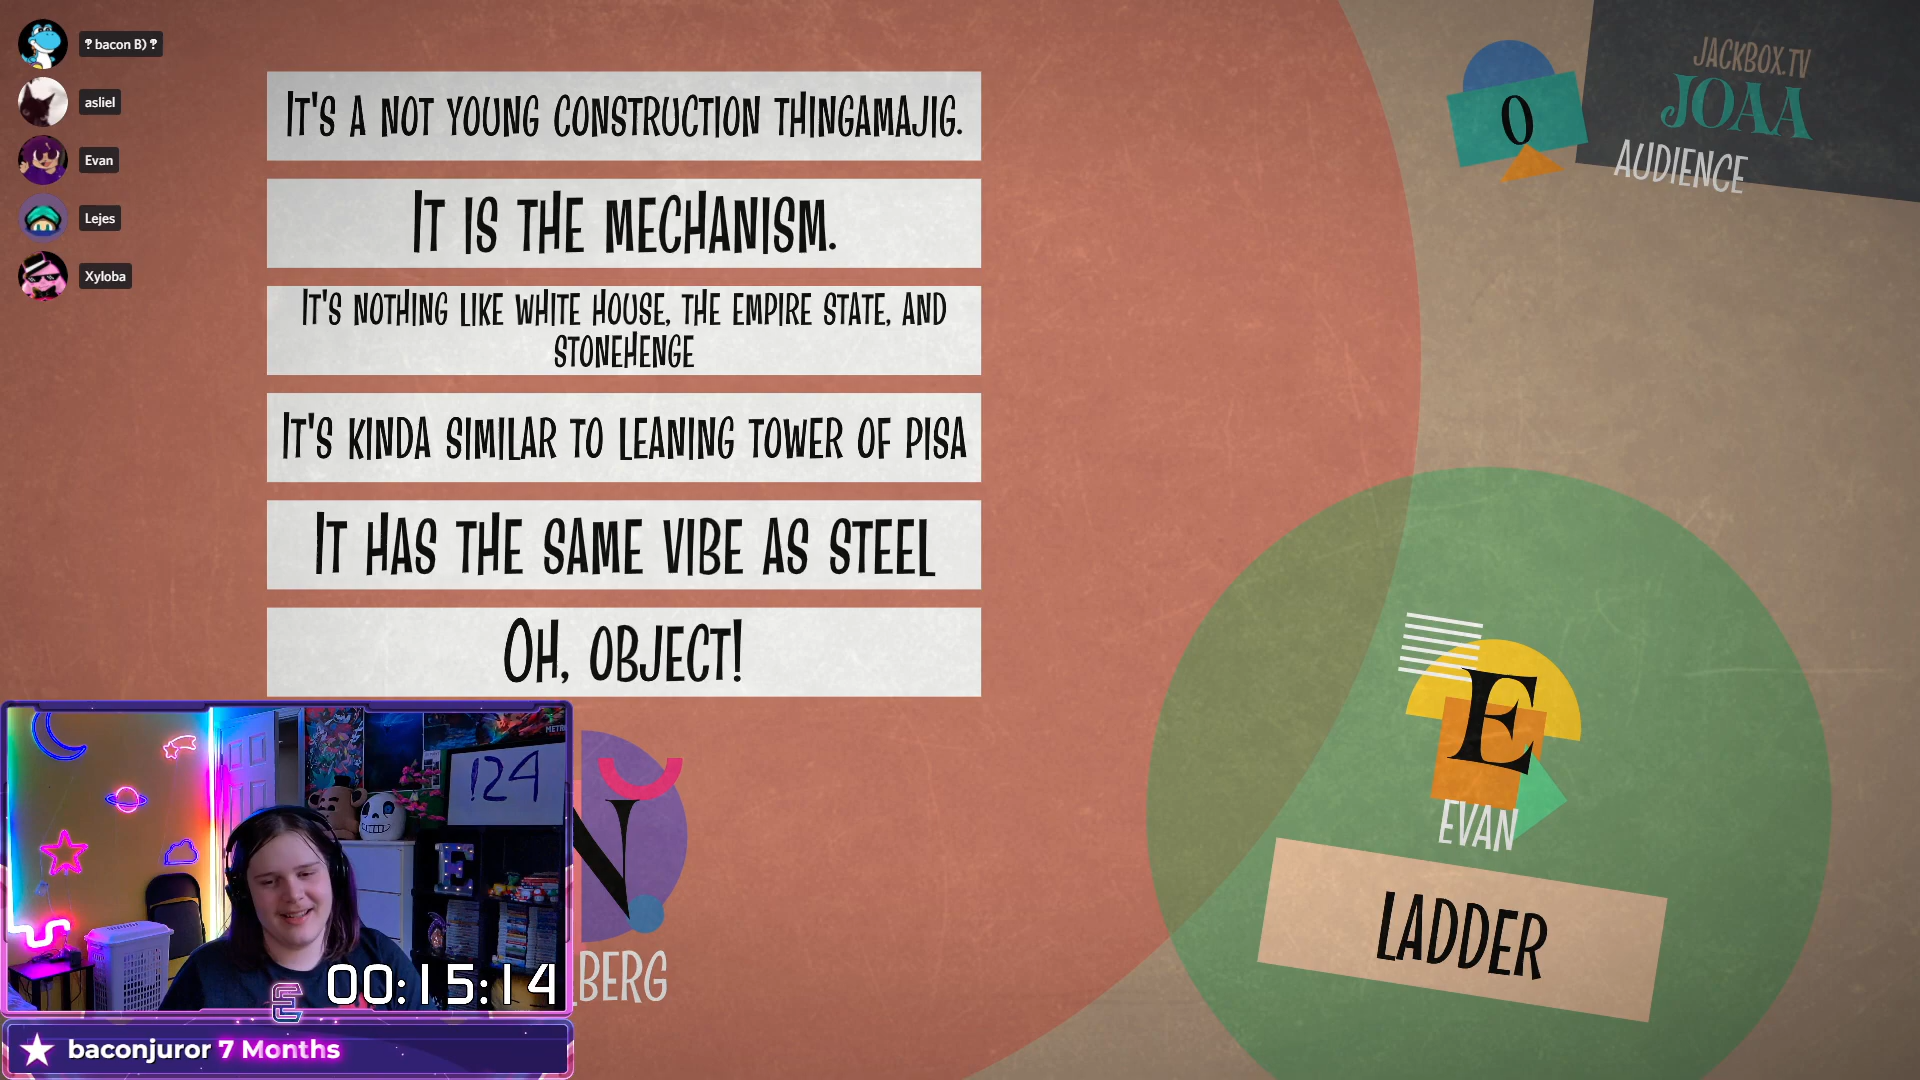 ? bacon B) ?
asliel
Evan
Lejes
Xyloba
It's a not young construction thingamajig.
It is the mechanism.
It's nothing like White House, the Empire State, and
Stonehenge
It's kinda similar to Leaning Tower of Pisa
It has the same vibe as steel
Oh, object!
0
JACKBOX.TV
JOAA
AUDIENCE
E
EVAN
LADDER
N
BERG
!24
E
00:15:14
E
baconjuror 7 Months